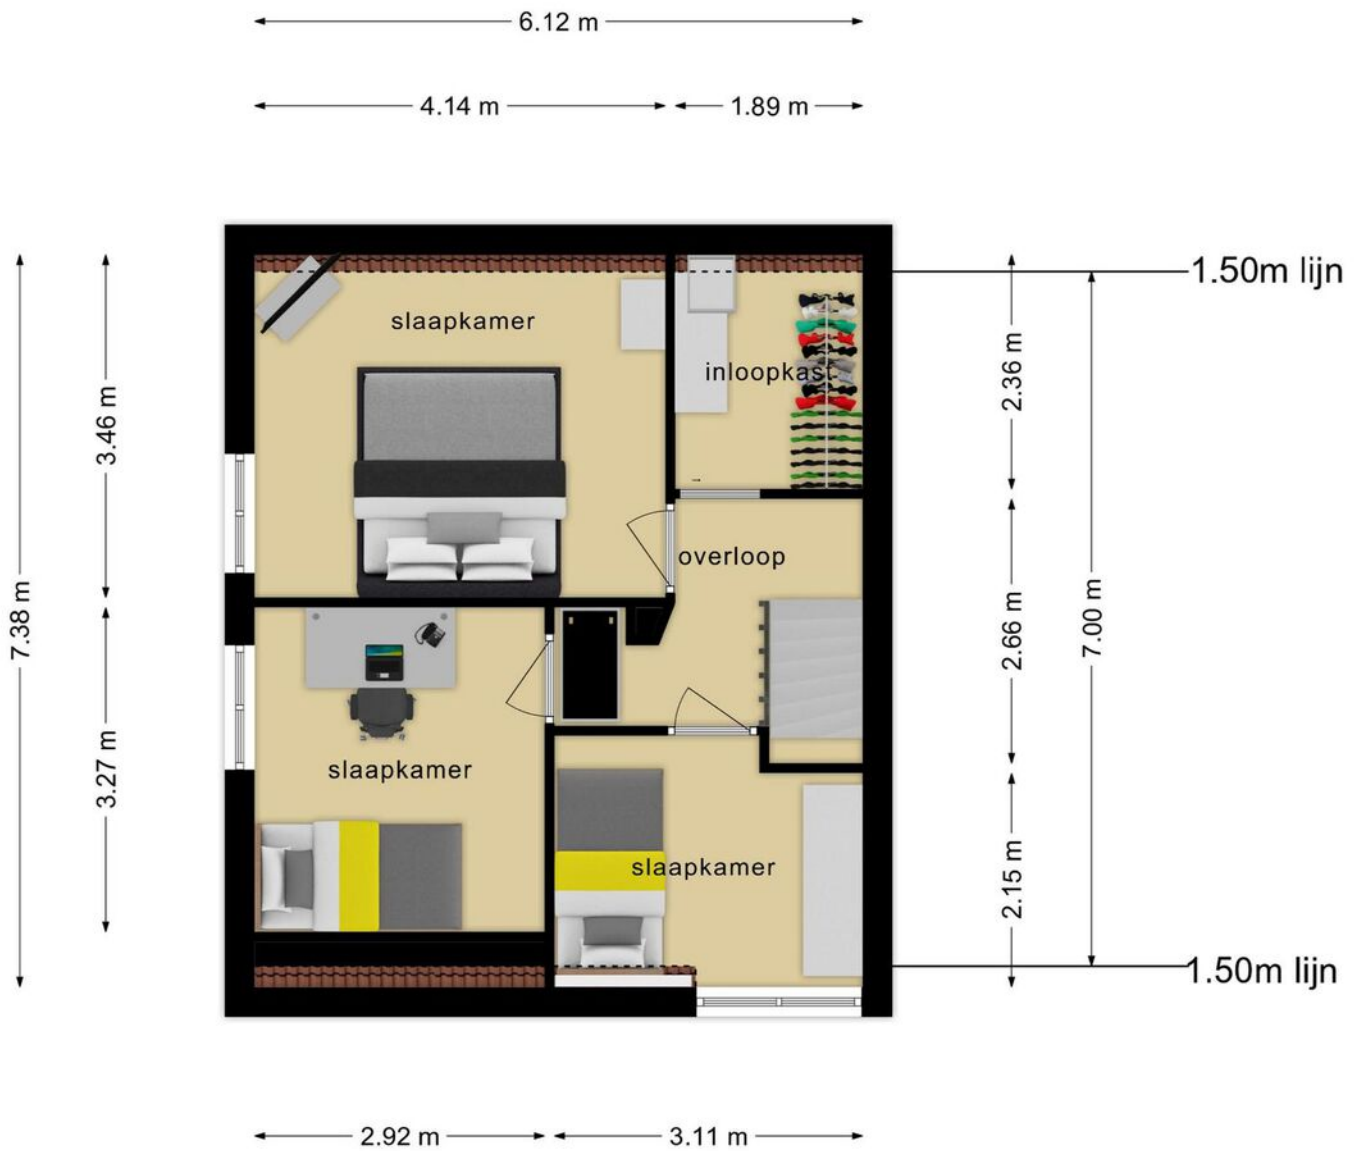 6.12 m
4.14 m
1.89 m
1.50m lijn
slaapkamer
inloopkast
2.36 m
3.46 m
overloop
7.38 m
2.66 m
7.00 m
3.27 m
slaapkamer
slaapkamer
2.15 m
1.50m lijn
2.92 m
3.11 m